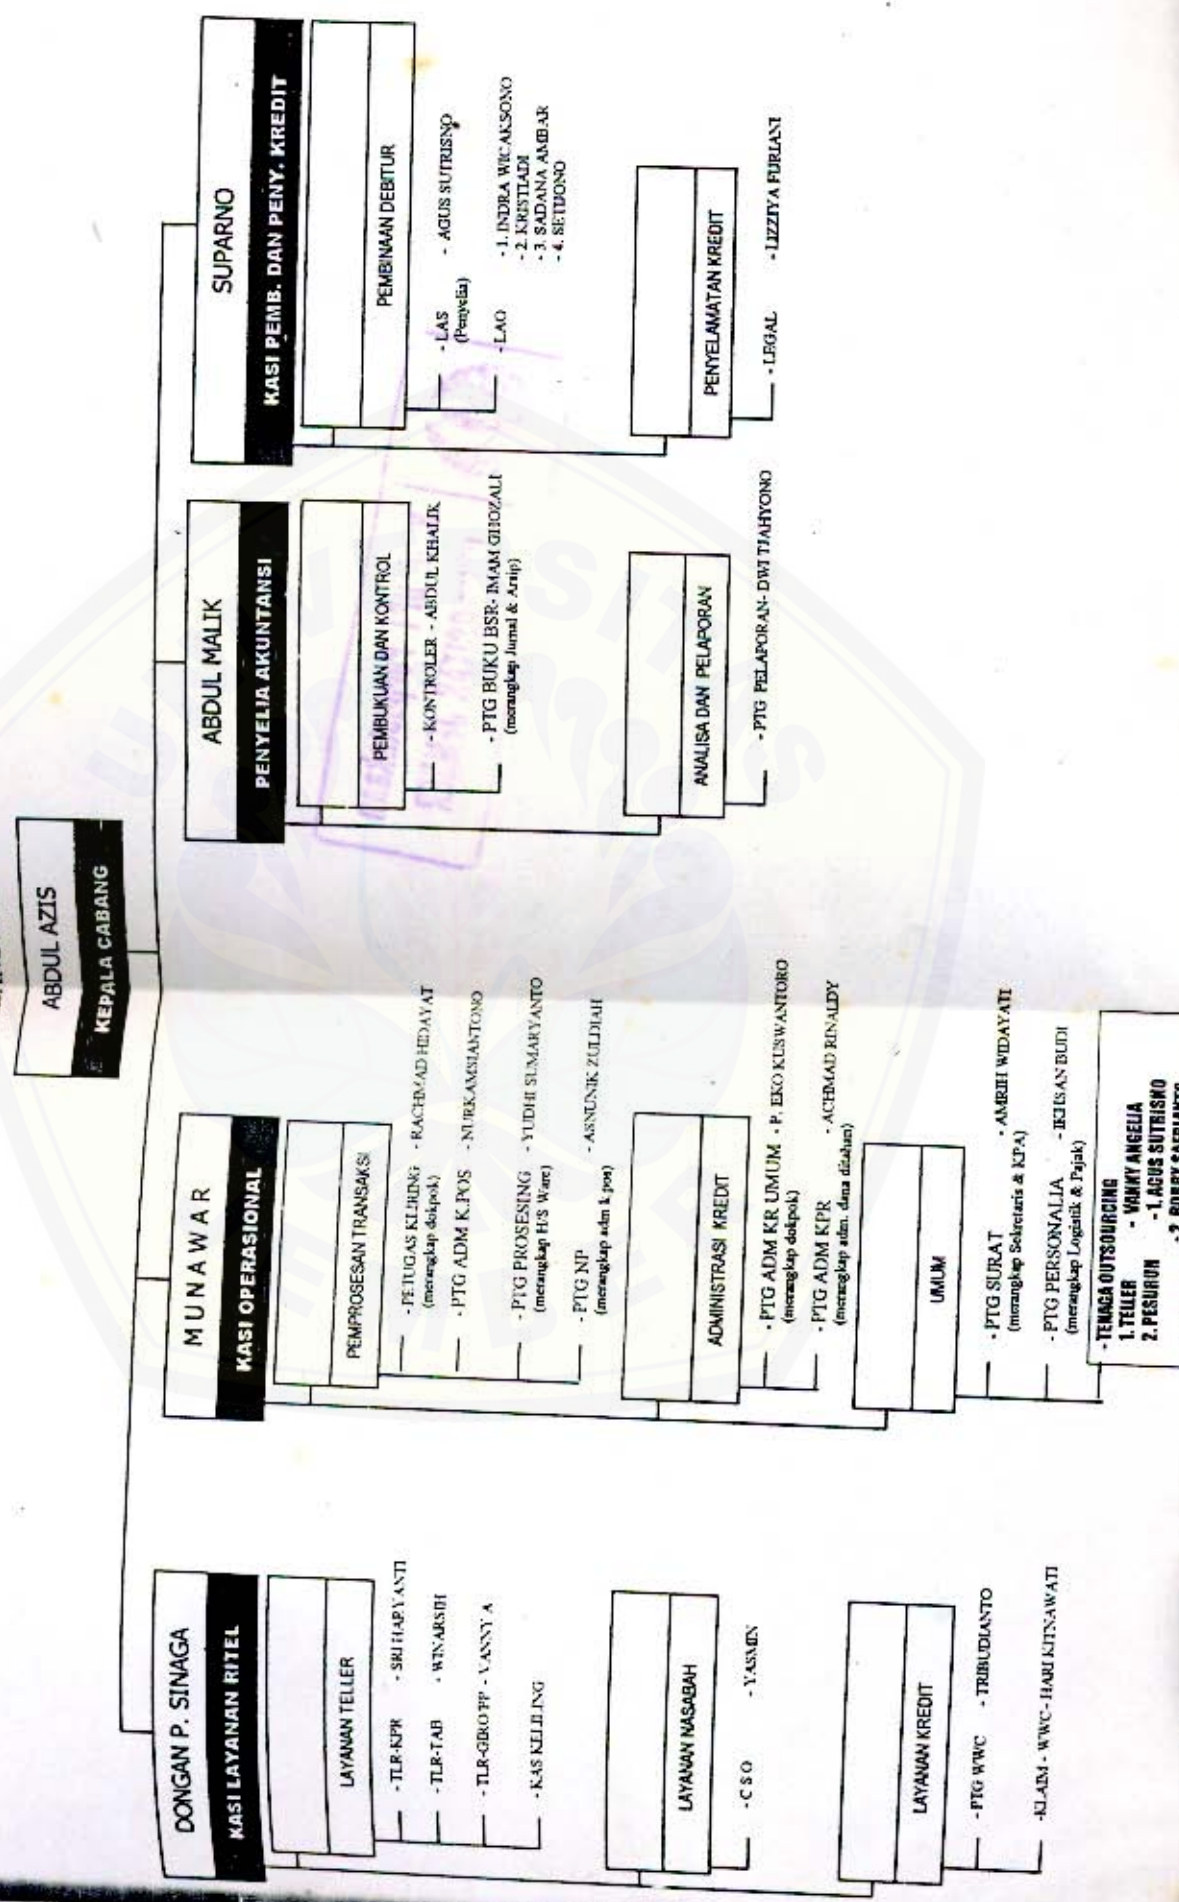 ABDUL AZIS
KEPALA CABANG
DONGAN P. SINAGA
KASI LAYANAN RITEL
LAYANAN TELLER
- TLR-KPR - SRI HARYANTI
- TLR-TAB - WINARSIH
- TLR-GIRO PP - VANNY A
- KAS KELILING
LAYANAN NASABAH
- C S O - YASMIN
LAYANAN KREDIT
- PTG WWC - TRIBUDIANTO
-KLAIM - WWC - HARI KITNAWATI
MUNAWAR
KASI OPERASIONAL
PEMPROSESAN TRANSAKSI
- PETUGAS KLIRING - RACHMAD HIDAYAT
(merangkap dokpok)
- PTG ADM K.POS - NURKAMSIANTONO
- PTG PROSESING - YUDHI SUMARYANTO
(merangkap H/S Ware)
- PTG NP - ASNUNIK ZULDIAH
(merangkap adm k.pos)
ADMINISTRASI KREDIT
- PTG ADM KR UMUM - P. EKO KUSWANTORO
(merangkap dokpok)
- PTG ADM KPR - ACHMAD RINALDY
(merangkap adm. dana ditahan)
UMUM
- PTG SURAT - AMRIH WIDAYATI
(merangkap Sekretaris & KPA)
- PTG PERSONALIA - IKHSAN BUDI
(merangkap Logistik & Pajak)
- TENAGA OUTSOURCING
1. TELLER - VANNY ANGELIA
2. PESURUH - 1. AGUS SUTRISNO
- 2. ROBBY SAFRIANTO
ABDUL MALIK
PENYELIA AKUNTANSI
PEMBUKUAN DAN KONTROL
- KONTROLER - ABDUL KHALIK
- PTG BUKU BSR- IMAM GHOZALI
(merangkap Jurnal & Arsip)
ANALISA DAN PELAPORAN
- PTG PELAPORAN- DWI TJAHYONO
SUPARNO
KASI PEMB. DAN PENY. KREDIT
PEMBINAAN DEBITUR
- LAS - AGUS SUTRISNO
(Penyelia)
- LAO - 1. INDRA WICAKSONO
- 2. KRISTIADI
- 3. SADANA AMBAR
- 4. SETIJONO
PENYELAMATAN KREDIT
- LEGAL - LIZZIYA FURIANI